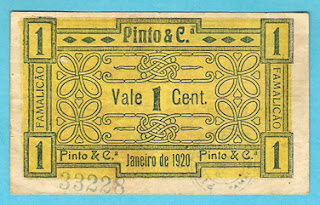 1 Pinto & C.ª 1
FAMALICÃO
Vale 1 Cent.
FAMALICÃO
1 Pinto & C.ª Janeiro de 1920 Pinto & C.ª 1
33228